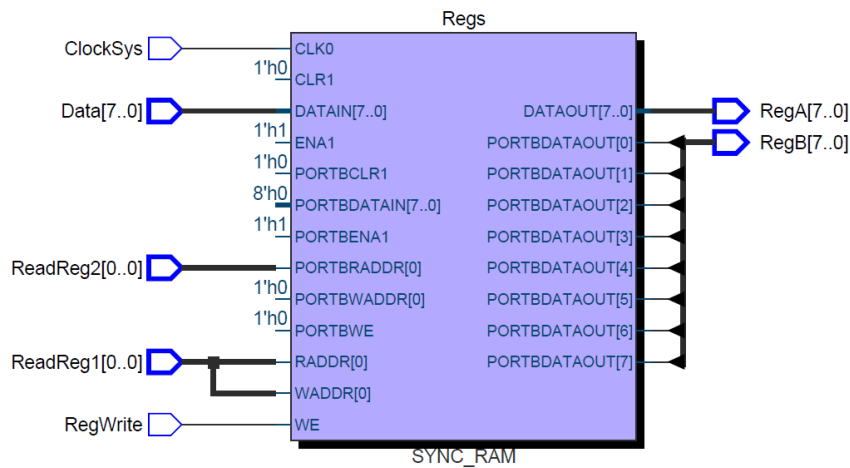 Regs
ClockSys
CLK0
1'h0
CLR1
Data[7..0]
DATAIN[7..0]
DATAOUT[7..0]
RegA[7..0]
1'h1
ENA1
PORTBDATAOUT[0]
RegB[7..0]
1'h0
PORTBCLR1
PORTBDATAOUT[1]
8'h0
PORTBDATAIN[7..0]
PORTBDATAOUT[2]
1'h1
PORTBENA1
PORTBDATAOUT[3]
ReadReg2[0..0]
PORTBRADDR[0]
PORTBDATAOUT[4]
1'h0
PORTBWADDR[0]
PORTBDATAOUT[5]
1'h0
PORTBWE
PORTBDATAOUT[6]
ReadReg1[0..0]
RADDR[0]
PORTBDATAOUT[7]
WADDR[0]
RegWrite
WE
SYNC_RAM